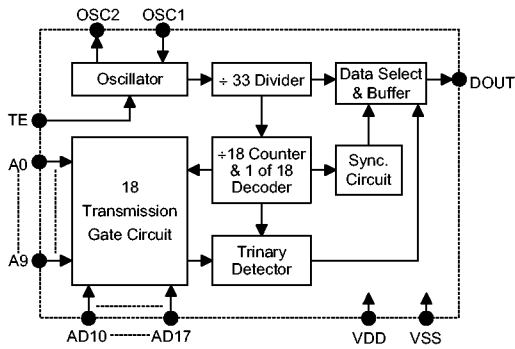 OSC2 OSC1
Oscillator
÷ 33 Divider
Data Select
& Buffer
DOUT
TE
A0
A9
18
Transmission
Gate Circuit
÷18 Counter
& 1 of 18
Decoder
Sync.
Circuit
Trinary
Detector
AD10 AD17
VDD VSS